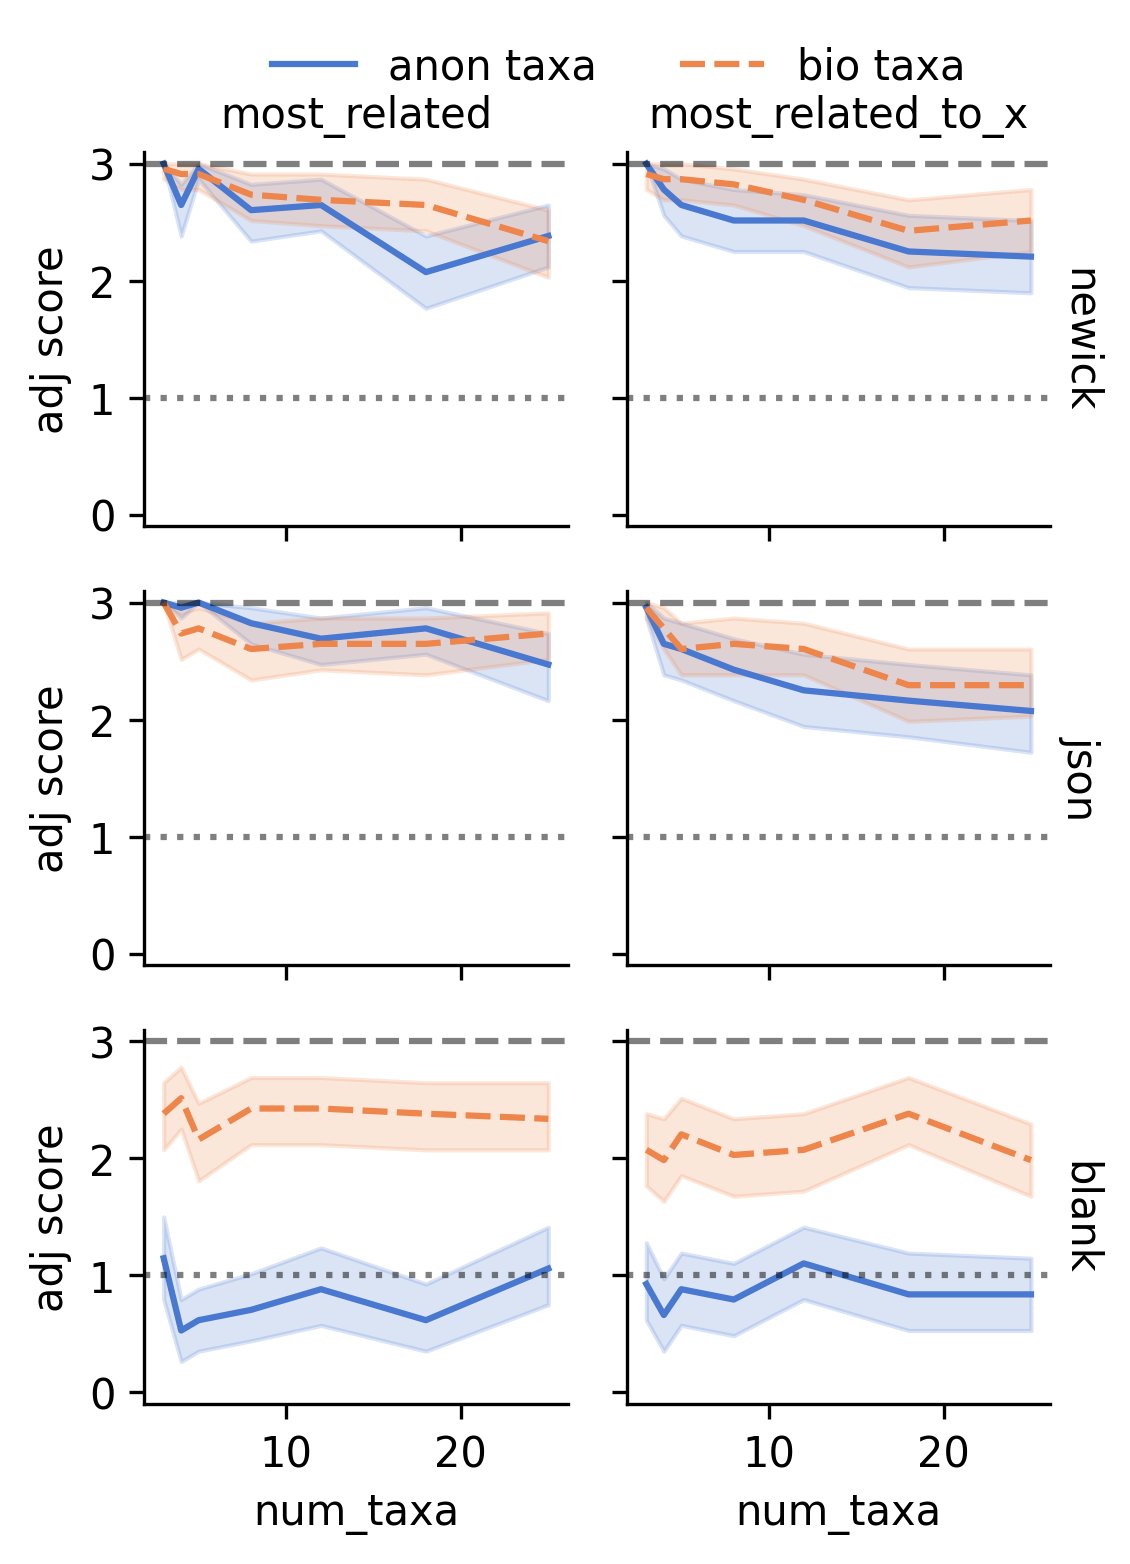 anon taxa bio taxa
most_related most_related_to_x
3
2
1
0
adj score
newick
3
2
1
0
adj score
json
3
2
1
0
adj score
blank
10 20 10 20
num_taxa num_taxa